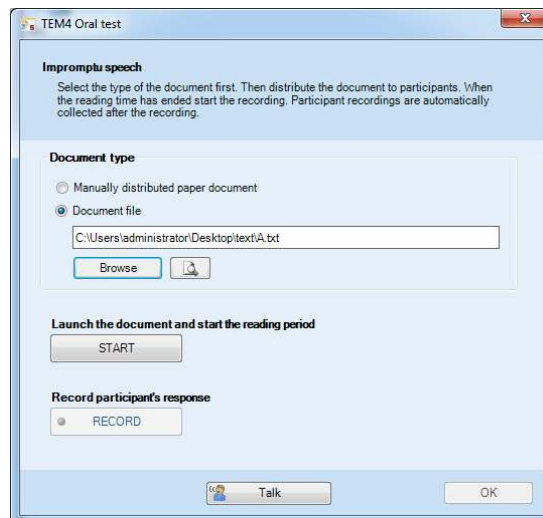 TEM4 Oral test
Impromptu speech
Select the type of the document first. Then distribute the document to participants. When
the reading time has ended start the recording. Participant recordings are automatically
collected after the recording.
Document type
Manually distributed paper document
Document file
C:\Users\administrator\Desktop\text\A.txt
Browse
Launch the document and start the reading period
START
Record participant's response
RECORD
Talk
OK